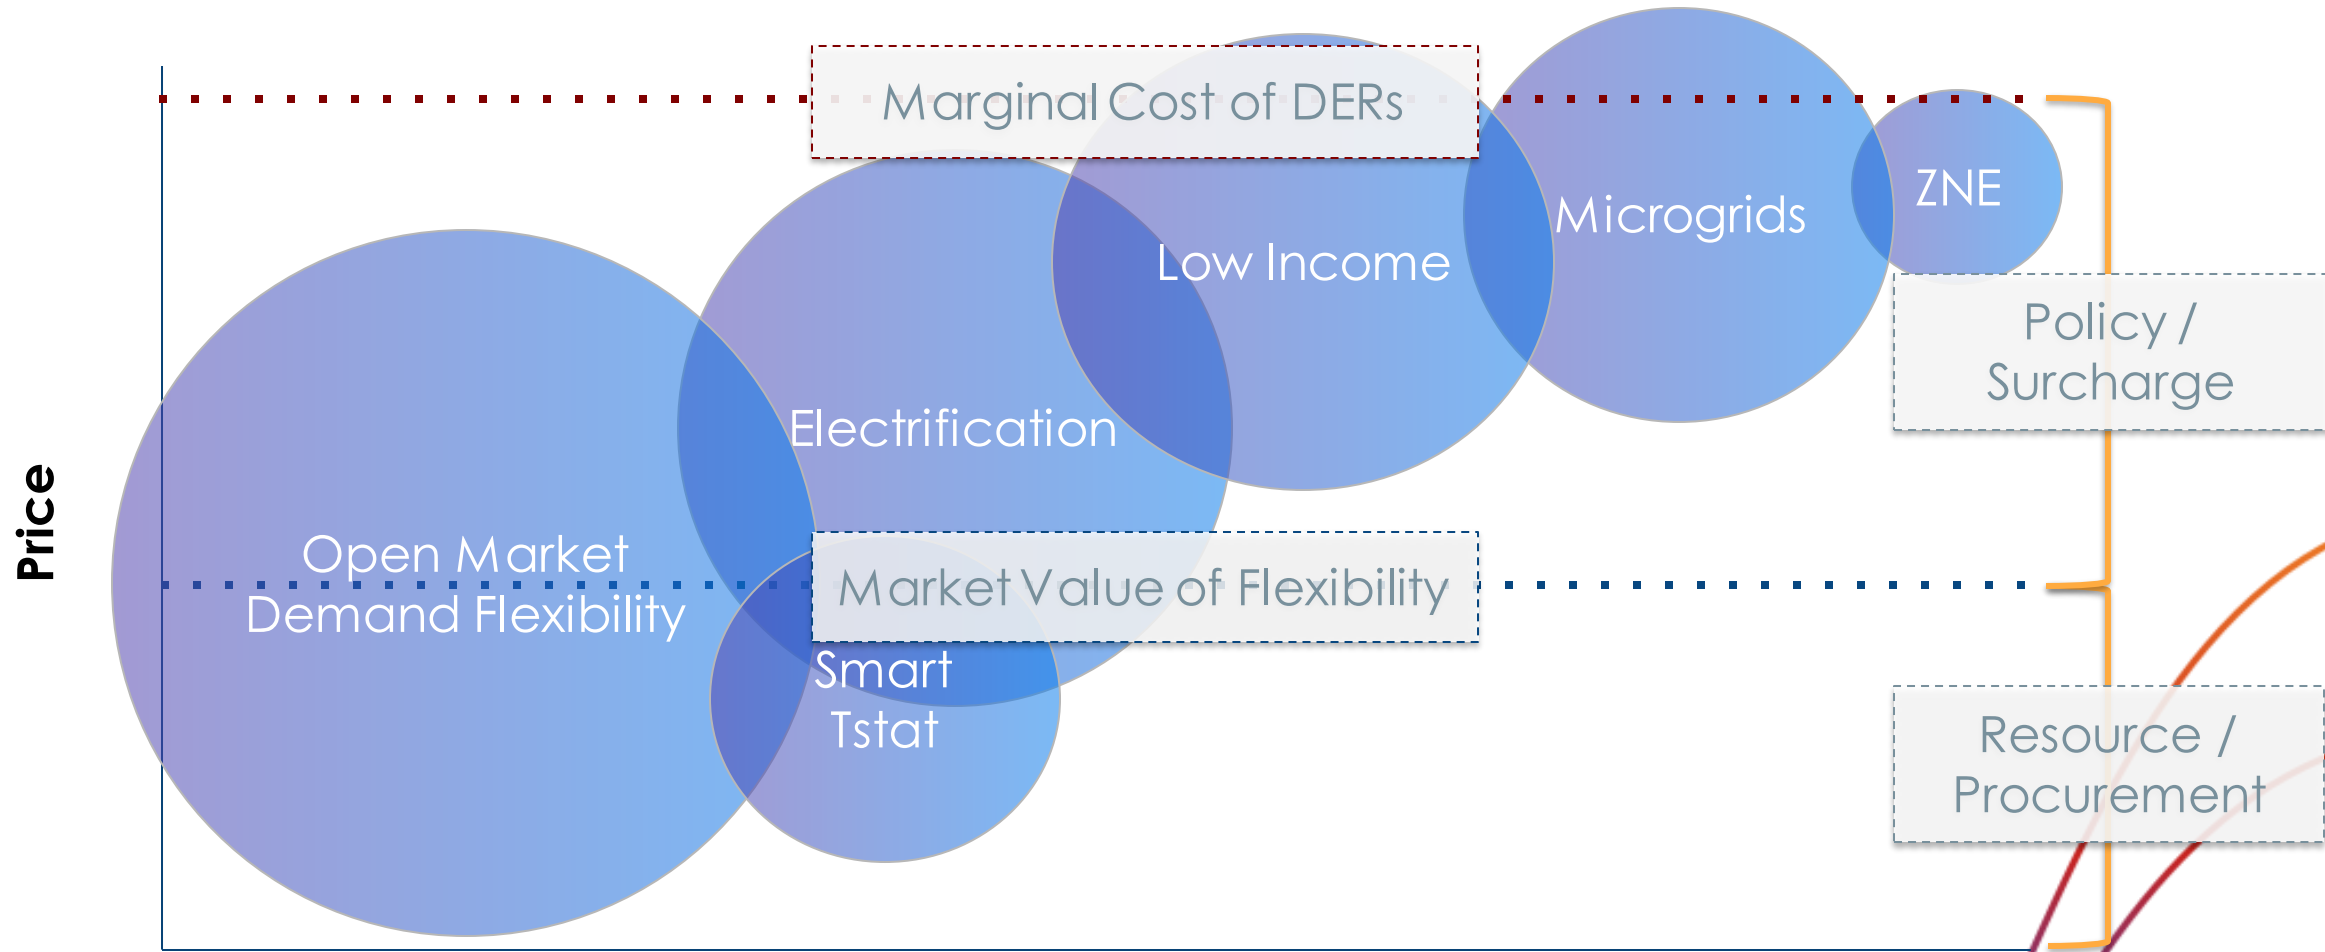 Marginal Cost of DERs
ZNE
Microgrids
Low Income
Policy /
Surcharge
Electrification
Price
Open Market
Demand Flexibility
Market Value of Flexibility
Smart
Tstat
Resource /
Procurement